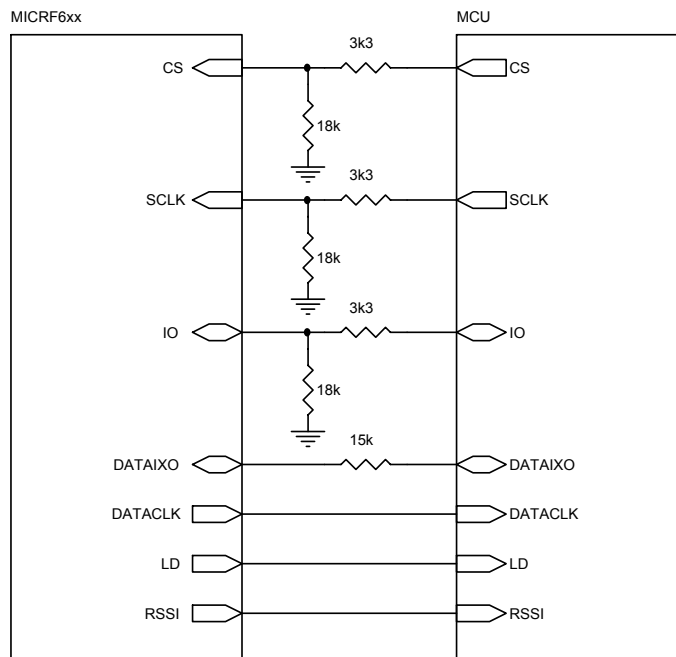 MICRF6xx
MCU
3k3
CS
CS
18k
3k3
SCLK
SCLK
18k
3k3
IO
IO
18k
15k
DATAIXO
DATAIXO
DATACLK
DATACLK
LD
LD
RSSI
RSSI